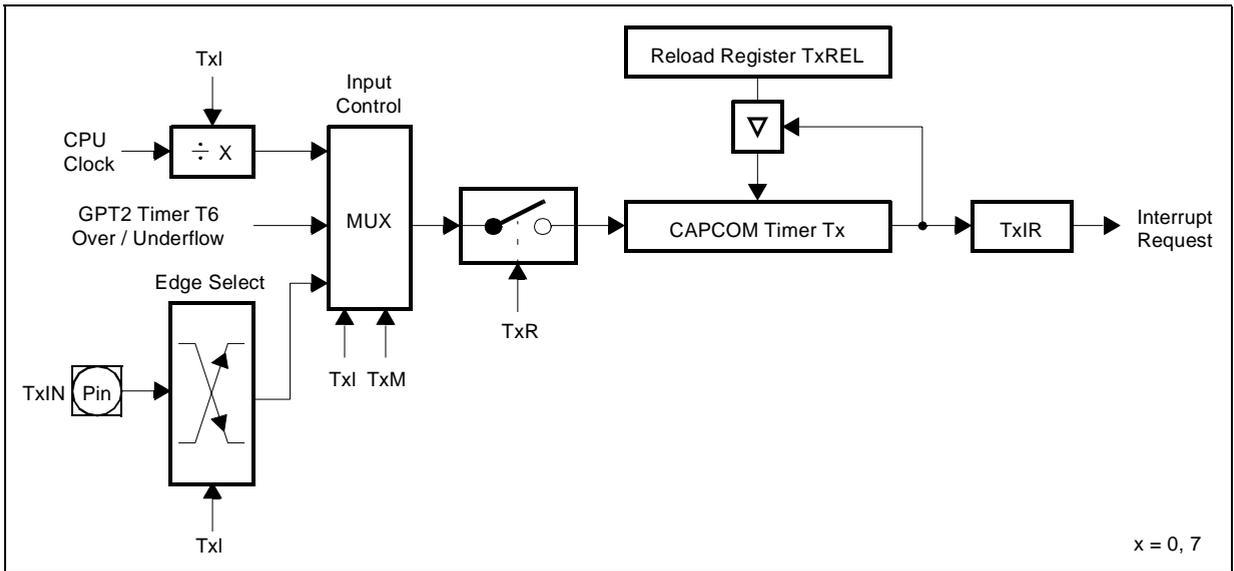 TxI
Reload Register TxREL
Input
Control
CPU
Clock
÷ X
∇
GPT2 Timer T6
Over / Underflow
MUX
CAPCOM Timer Tx
TxIR
Interrupt
Request
Edge Select
TxR
TxI TxM
TxIN
Pin
TxI
x = 0, 7